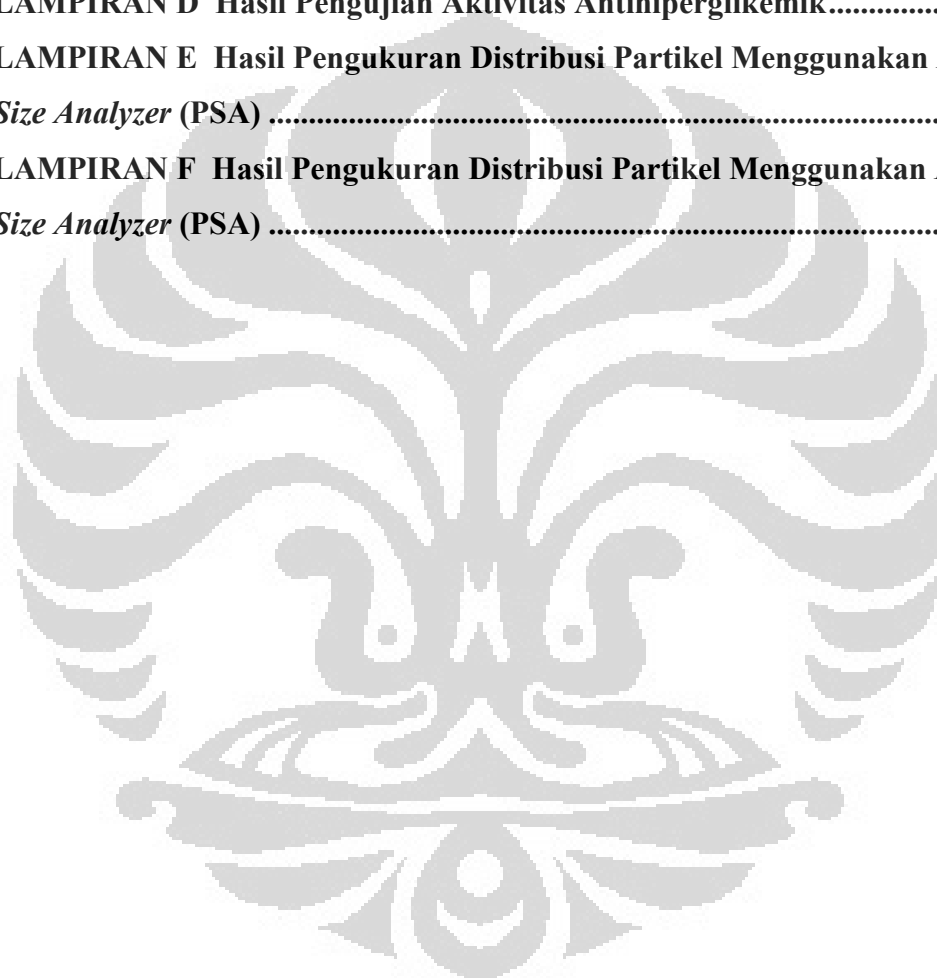 LAMPIRAN D Hasil Pengujian Aktivitas Antihiperglikemik...............
LAMPIRAN E Hasil Pengukuran Distribusi Partikel Menggunakan
Size Analyzer (PSA) ....................................................................................
LAMPIRAN F Hasil Pengukuran Distribusi Partikel Menggunakan
Size Analyzer (PSA) ....................................................................................